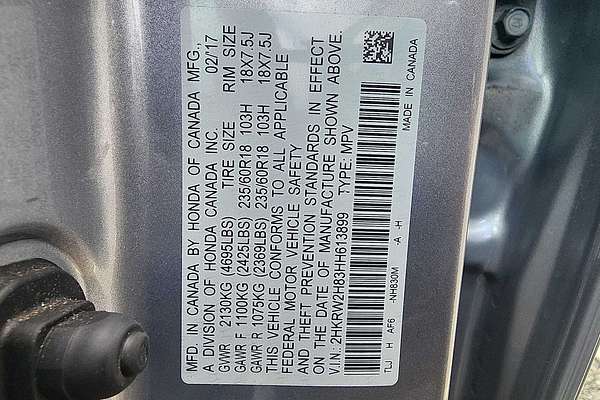 MFD. IN CANADA BY HONDA OF CANADA MFG.,
A DIVISION OF HONDA CANADA INC. 02/17
GVWR 2130KG (4695LBS) TIRE SIZE RIM SIZE
GAWR F 1100KG (2425LBS) 235/60R18 103H 18X7.5J
GAWR R 1075KG (2369LBS) 235/60R18 103H 18X7.5J
THIS VEHICLE CONFORMS TO ALL APPLICABLE
FEDERAL MOTOR VEHICLE SAFETY
AND THEFT PREVENTION STANDARDS IN EFFECT
ON THE DATE OF MANUFACTURE SHOWN ABOVE.
V.I.N. 2HKRW2H83HH613899 TYPE: MPV
TLJ H AF6 -NH830M -A -H
MADE IN CANADA